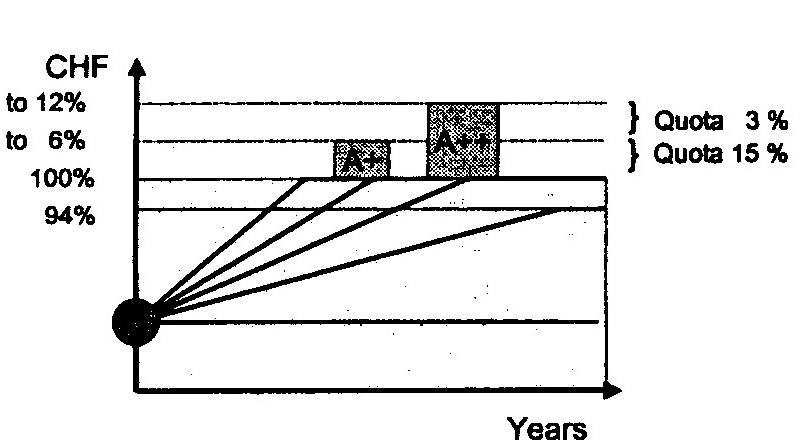 CHF
to 12%
to 6%
100%
94%
A+
A++
} Quota 3 %
} Quota 15 %
Years